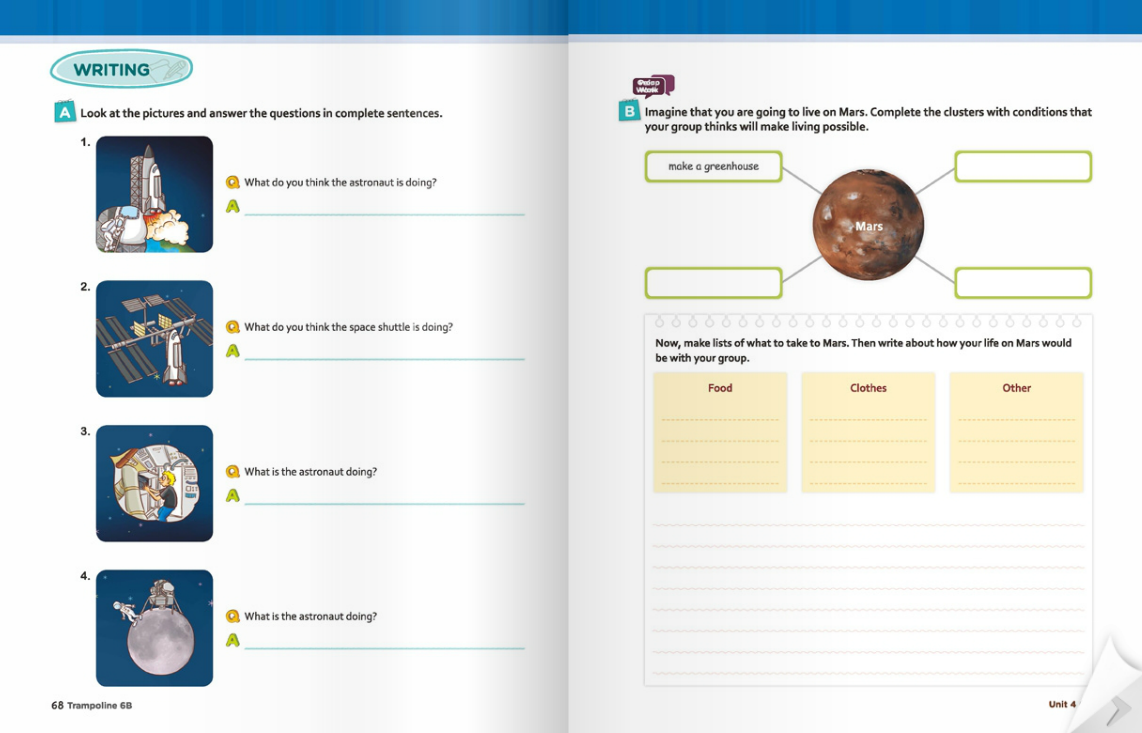 WRITING
A Look at the pictures and answer the questions in complete sentences.
1.
Q What do you think the astronaut is doing?
A
2.
Q What do you think the space shuttle is doing?
A
3.
Q What is the astronaut doing?
A
4.
Q What is the astronaut doing?
A
68 Trampoline 6B
Work
B Imagine that you are going to live on Mars. Complete the clusters with conditions that
your group thinks will make living possible.
make a greenhouse
Mars
Now, make lists of what to take to Mars. Then write about how your life on Mars would
be with your group.
Food
Clothes
Other
Unit 4